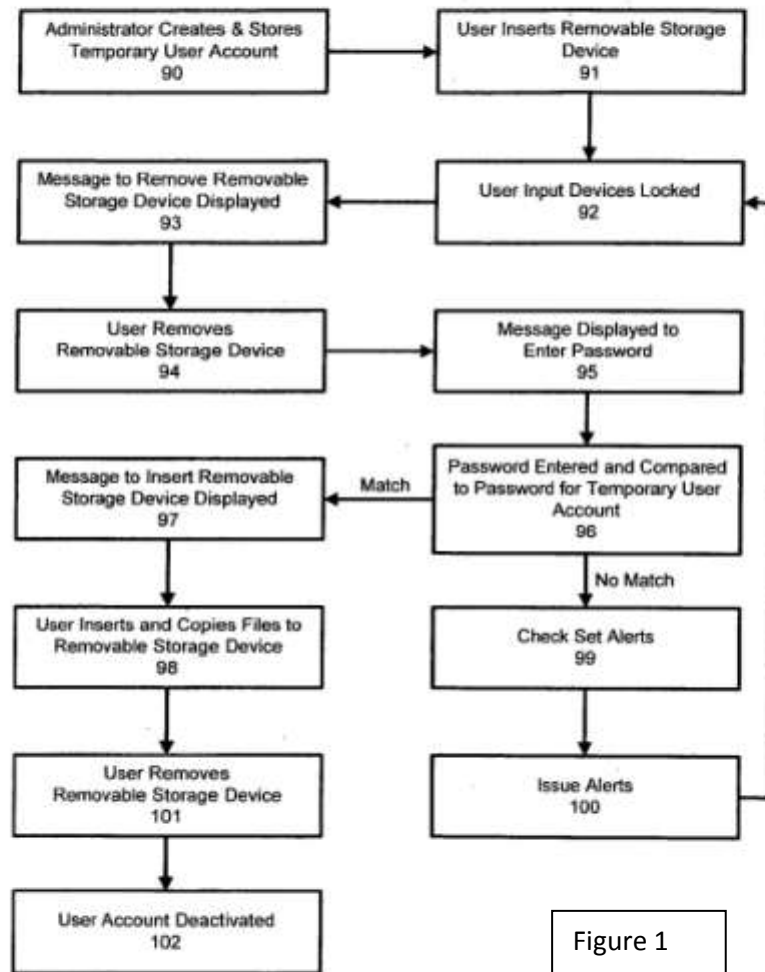 Administrator Creates & Stores
Temporary User Account
90
User Inserts Removable Storage
Device
91
Message to Remove Removable
Storage Device Displayed
93
User Input Devices Locked
92
User Removes
Removable Storage Device
94
Message Displayed to
Enter Password
95
Message to Insert Removable
Storage Device Displayed
97
Match
Password Entered and Compared
to Password for Temporary User
Account
96
No Match
User Inserts and Copies Files to
Removable Storage Device
98
Check Set Alerts
99
User Removes
Removable Storage Device
101
Issue Alerts
100
User Account Deactivated
102
Figure 1